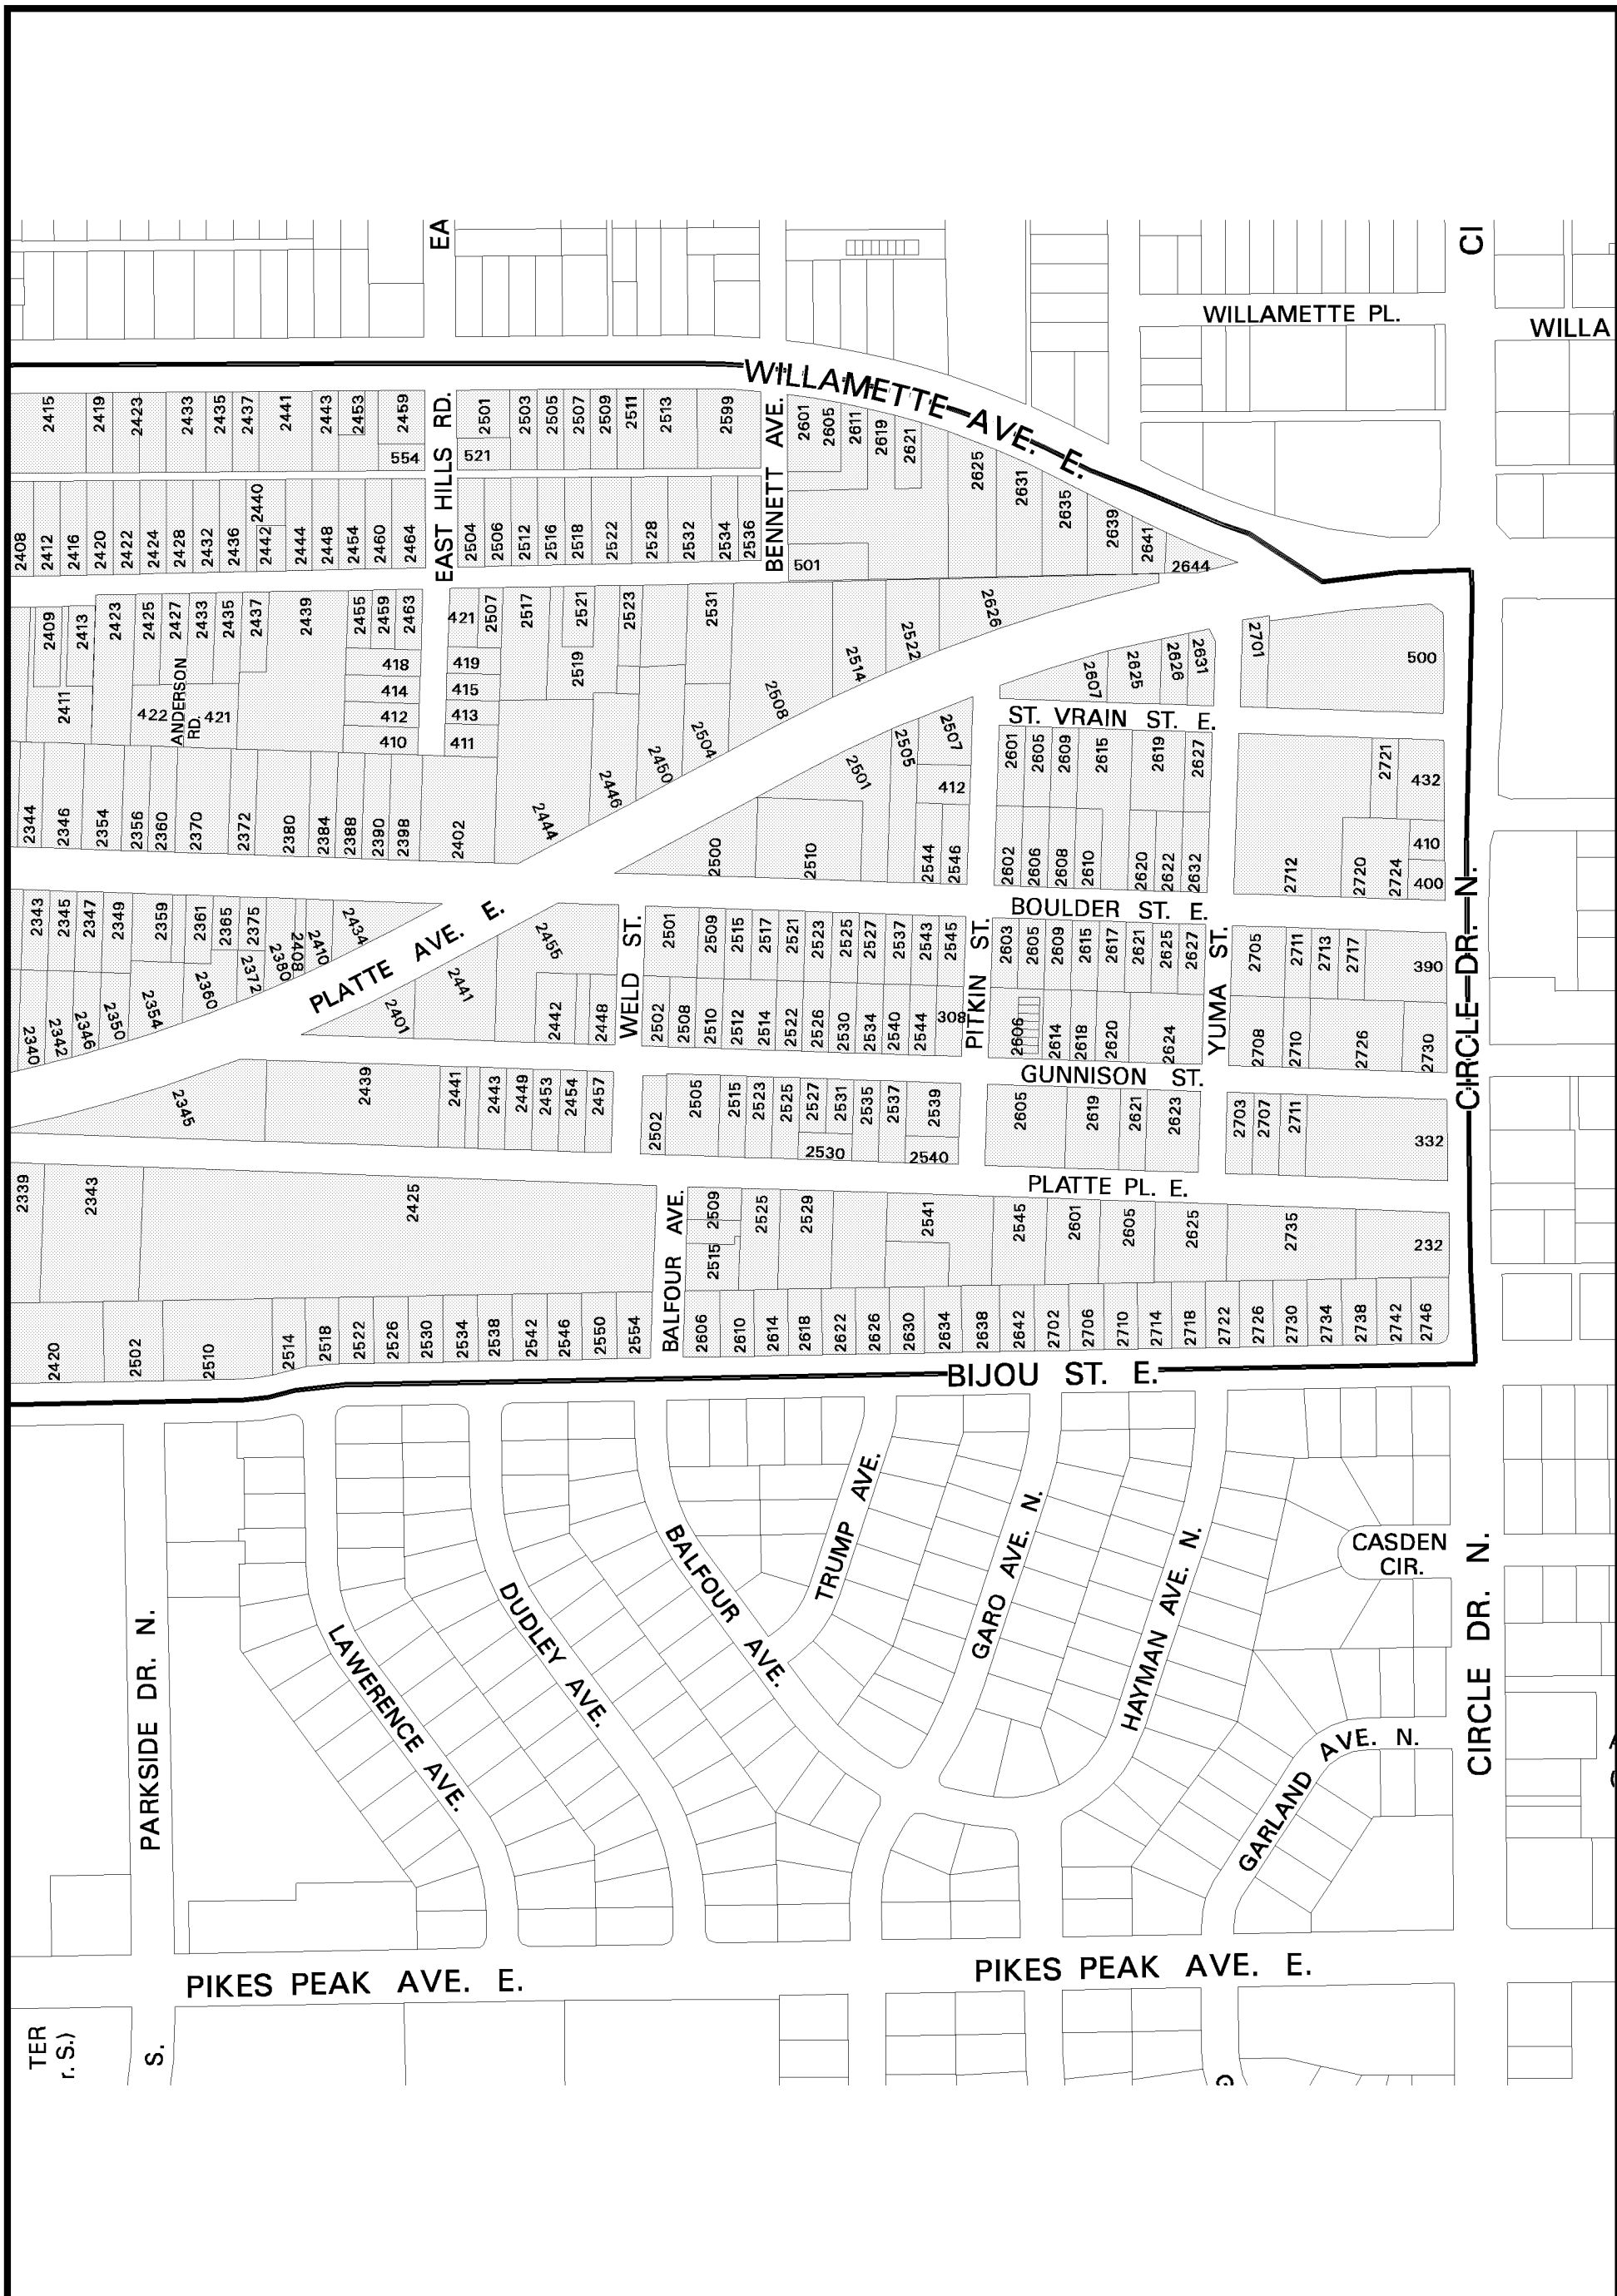 EA
CI
WILLAMETTE PL.
WILLA
WILLAMETTE AVE. E.
2415 2419 2423 2433 2435 2437 2441 2443 2453 2459
554
EAST HILLS RD.
2501 2503 2505 2507 2509 2511 2513 2599
521
BENNETT AVE.
2601 2605 2611 2619 2621 2625 2631 2635 2639 2641 2644
501
2408 2412 2416 2420 2422 2424 2428 2432 2436 2440 2442 2444 2448 2454 2460 2464
2504 2506 2512 2516 2518 2522 2528 2532 2534 2536
2409 2413 2423 2425 2427 2433 2435 2437 2439 2455 2459 2463
2411
422
ANDERSON
RD.
421
418
414
412
410
421 2507 2517 2521 2523 2531
419
415
413
411
2519
2444 2446 2450 2504 2508 2514 2522 2626
2607 2625 2626 2631
2701
500
ST. VRAIN ST. E.
2344 2346 2354 2356 2360 2370 2372 2380 2384 2388 2390 2398 2402
2500 2510 2501 2505 2507
412
2544 2546
2601 2605 2609 2615 2619 2627
2602 2606 2608 2610 2620 2622 2632
2721
432
410
400
2712 2720 2724
BOULDER ST. E.
2343 2345 2347 2349 2359 2361 2365 2375
2380 2408 2410 2434
PLATTE AVE. E.
2340 2342 2346 2350 2354 2360 2372
2401 2441 2455
2442 2448
WELD ST.
2501 2509 2515 2517 2521 2523 2525 2527 2537 2543 2545
2502 2508 2510 2512 2514 2522 2526 2530 2534 2540 2544 308
PITKIN ST.
2603 2605 2609 2615 2617 2621 2625 2627
2605 2614 2618 2620 2624
YUMA ST.
2705 2711 2713 2717 390
2708 2710 2726 2730
CIRCLE DR. N.
GUNNISON ST.
2345 2439 2441 2443 2449 2453 2454 2457
2502 2505 2515 2523 2525 2527 2531 2535 2537 2539
2530
2540
2605 2619 2621 2623
2703 2707 2711 332
PLATTE PL. E.
2339 2343 2425
BALFOUR AVE.
2509 2525 2529 2541 2545 2601 2605 2625 2735 232
2515
2420 2502 2510 2514 2518 2522 2526 2530 2534 2538 2542 2546 2550 2554
2606 2610 2614 2618 2622 2626 2630 2634 2638 2642 2702 2706 2710 2714 2718 2722 2726 2730 2734 2738 2742 2746
BIJOU ST. E.
PARKSIDE DR. N.
LAWERENCE AVE.
DUDLEY AVE.
BALFOUR AVE.
TRUMP AVE.
GARO AVE. N.
HAYMAN AVE. N.
CASDEN
CIR.
GARLAND AVE. N.
CIRCLE DR. N.
PIKES PEAK AVE. E.
PIKES PEAK AVE. E.
TER
r. S.)
S.